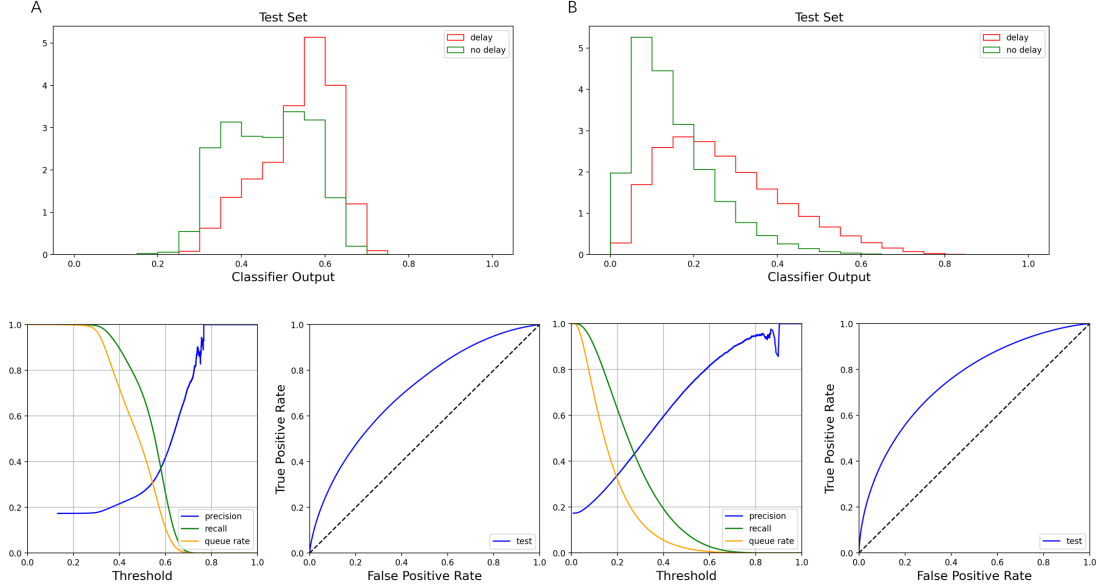 A
Test Set
5
4
3
2
1
0
delay
no delay
0.0 0.2 0.4 0.6 0.8 1.0
Classifier Output
B
Test Set
5
4
3
2
1
0
delay
no delay
0.0 0.2 0.4 0.6 0.8 1.0
Classifier Output
1.0
0.8
0.6
0.4
0.2
0.0
precision
recall
queue rate
0.0 0.2 0.4 0.6 0.8 1.0
Threshold
True Positive Rate
1.0
0.8
0.6
0.4
0.2
0.0
test
0.0 0.2 0.4 0.6 0.8 1.0
False Positive Rate
1.0
0.8
0.6
0.4
0.2
0.0
precision
recall
queue rate
0.0 0.2 0.4 0.6 0.8 1.0
Threshold
True Positive Rate
1.0
0.8
0.6
0.4
0.2
0.0
test
0.0 0.2 0.4 0.6 0.8 1.0
False Positive Rate